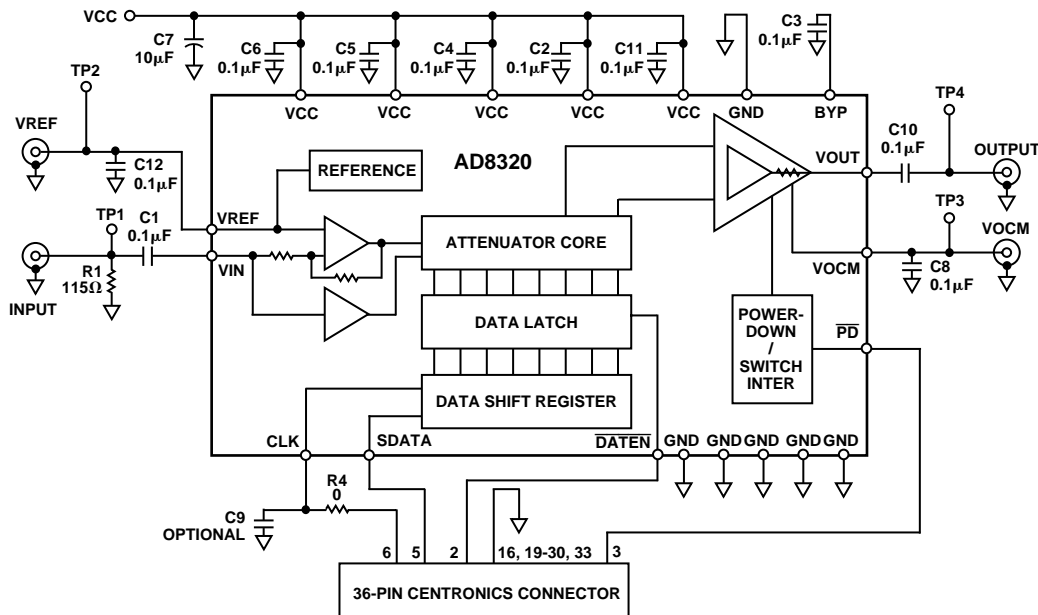 VCC
C7
10µF
C6
0.1µF
C5
0.1µF
C4
0.1µF
C2
0.1µF
C11
0.1µF
C3
0.1µF
TP2
VCC
VCC
VCC
VCC
VCC
GND
BYP
TP4
VREF
C12
0.1µF
REFERENCE
AD8320
VOUT
C10
0.1µF
OUTPUT
TP1
C1
0.1µF
VREF
VIN
ATTENUATOR CORE
TP3
VOCM
VOCM
R1
115Ω
INPUT
C8
0.1µF
DATA LATCH
POWER-
DOWN
/
SWITCH
INTER
PD
DATA SHIFT REGISTER
CLK
SDATA
DATEN
GND
GND
GND
GND
GND
R4
0
C9
OPTIONAL
6
5
2
16, 19-30, 33
3
36-PIN CENTRONICS CONNECTOR